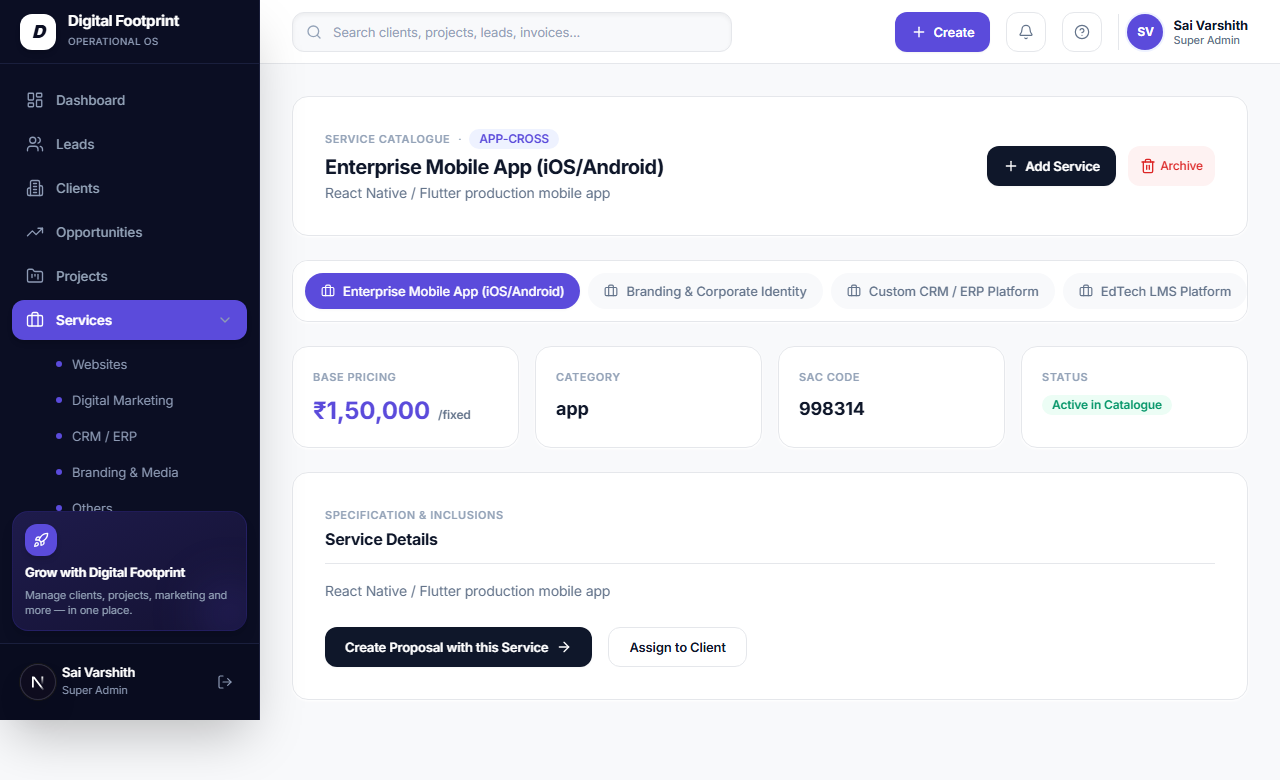 D
Digital Footprint
OPERATIONAL OS
Dashboard
Leads
Clients
Opportunities
Projects
Services
Websites
Digital Marketing
CRM / ERP
Branding & Media
Others
Grow with Digital Footprint
Manage clients, projects, marketing and
more — in one place.
N
Sai Varshith
Super Admin
Search clients, projects, leads, invoices...
Create
SV
Sai Varshith
Super Admin
SERVICE CATALOGUE · APP-CROSS
Enterprise Mobile App (iOS/Android)
React Native / Flutter production mobile app
Add Service
Archive
Enterprise Mobile App (iOS/Android)
Branding & Corporate Identity
Custom CRM / ERP Platform
EdTech LMS Platform
BASE PRICING
₹1,50,000 /fixed
CATEGORY
app
SAC CODE
998314
STATUS
Active in Catalogue
SPECIFICATION & INCLUSIONS
Service Details
React Native / Flutter production mobile app
Create Proposal with this Service
Assign to Client